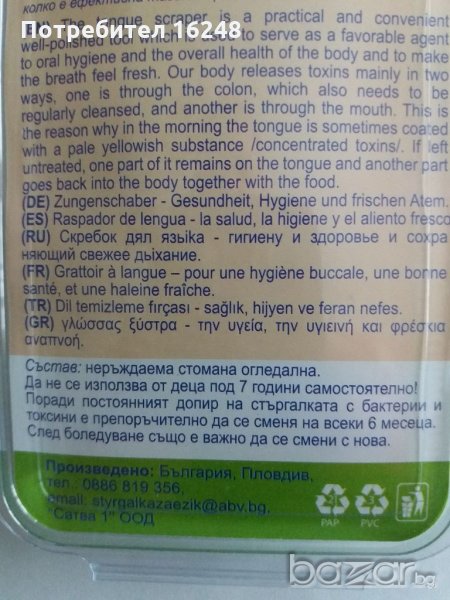 Потребител 16248
(EN) The tongue scraper is a practical and convenient
well-polished tool which is used to serve as a favorable agent
to oral hygiene and the overall health of the body and to make
the breath feel fresh. Our body releases toxins mainly in two
ways, one is through the colon, which also needs to be
regularly cleansed, and another is through the mouth. This is
the reason why in the morning the tongue is sometimes coated
with a pale yellowish substance /concentrated toxins/. If left
untreated, one part of it remains on the tongue and another part
goes back into the body together with the food.
(DE) Zungenschaber - Gesundheit, Hygiene und frischen Atem.
(ES) Raspador de lengua - la salud, la higiene y el aliento fresco
(RU) Скребок дял языка - гигиену и здоровье и сохра
няющий свежее дыхание.
(FR) Grattoir à langue – pour une hygiène buccale, une bonne
santé, et une haleine fraîche.
(TR) Dil temizleme fırçası - sağlık, hijyen ve feran nefes.
(GR) γλώσσας ξύστρα - την υγεία, την υγιεινή και φρέσκια
αναπνοή.
Състав: неръждаема стомана огледална.
Да не се използва от деца под 7 години самостоятелно!
Поради постоянният допир на стъргалката с бактерии и
токсини е препоръчително да се сменя на всеки 6 месеца.
След боледуване също е важно да се смени с нова.
Произведено: България, Пловдив,
тел.: 0886 819 356,
email: styrgalkazaezik@abv.bg.
"Сатва 1" ООД
PAP
3
PVC
bazar.bg